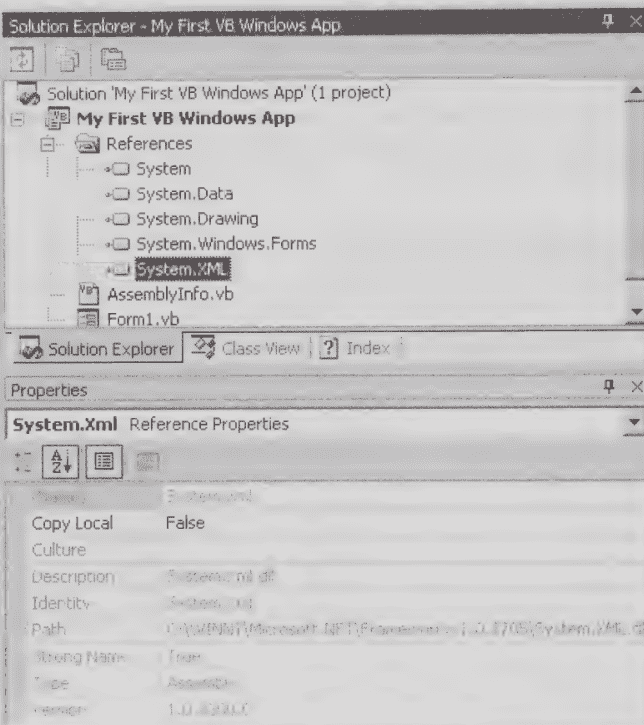 Solution Explorer - My First VB Windows App
Solution 'My First VB Windows App' (1 project)
My First VB Windows App
References
System
System.Data
System.Drawing
System.Windows.Forms
System.XML
AssemblyInfo.vb
Form1.vb
Solution Explorer Class View Index
Properties
System.Xml Reference Properties
Copy Local False
Culture
Description
Identity
Path
Strong Name True
Type
Version